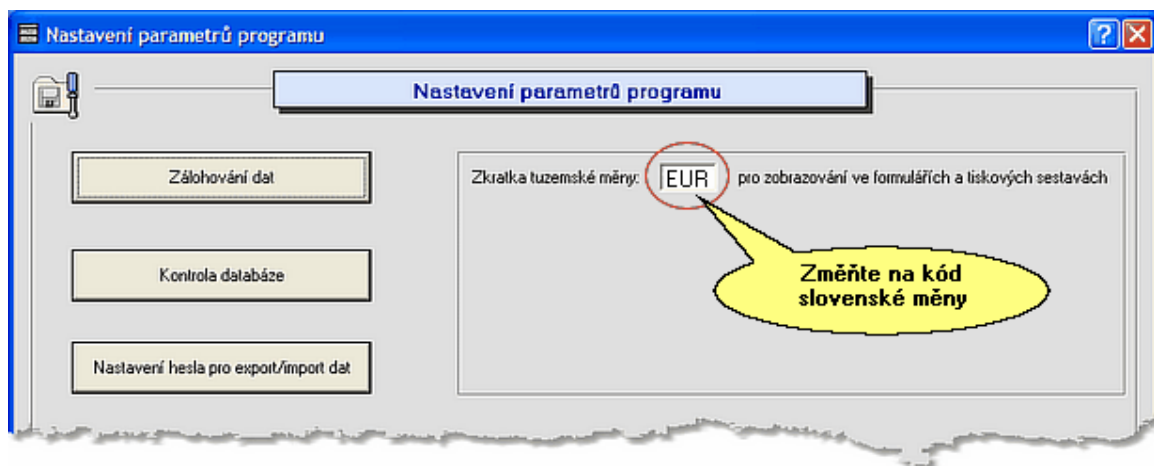 Nastavení parametrů programu
Nastavení parametrů programu
Zálohování dat
Zkratka tuzemské měny: EUR pro zobrazování ve formulářích a tiskových sestavách
Změňte na kód
slovenské měny
Kontrola databáze
Nastavení hesla pro export/import dat